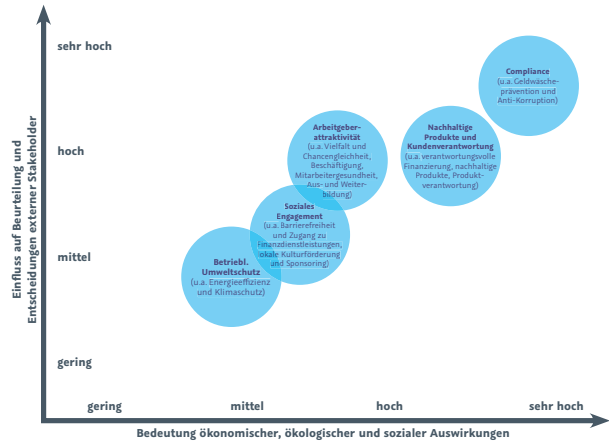 Einfluss auf Beurteilung und
Entscheidungen externer Stakeholder
sehr hoch
hoch
mittel
gering
Compliance
(u.a. Geldwäsche-
prävention und
Anti-Korruption)
Arbeitgeber-
attraktivität
(u.a. Vielfalt und
Chancengleichheit,
Beschäftigung,
Mitarbeitergesundheit,
Aus- und Weiter-
bildung)
Nachhaltige
Produkte und
Kundenverantwortung
(u.a. verantwortungsvolle
Finanzierung, nachhaltige
Produkte, Produkt-
verantwortung)
Soziales
Engagement
(u.a. Barrierefreiheit
und Zugang zu
Finanzdienstleistungen,
lokale Kulturförderung
und Sponsoring)
Betriebl.
Umweltschutz
(u.a. Energieeffizienz
und Klimaschutz)
gering
mittel
hoch
sehr hoch
Bedeutung ökonomischer, ökologischer und sozialer Auswirkungen